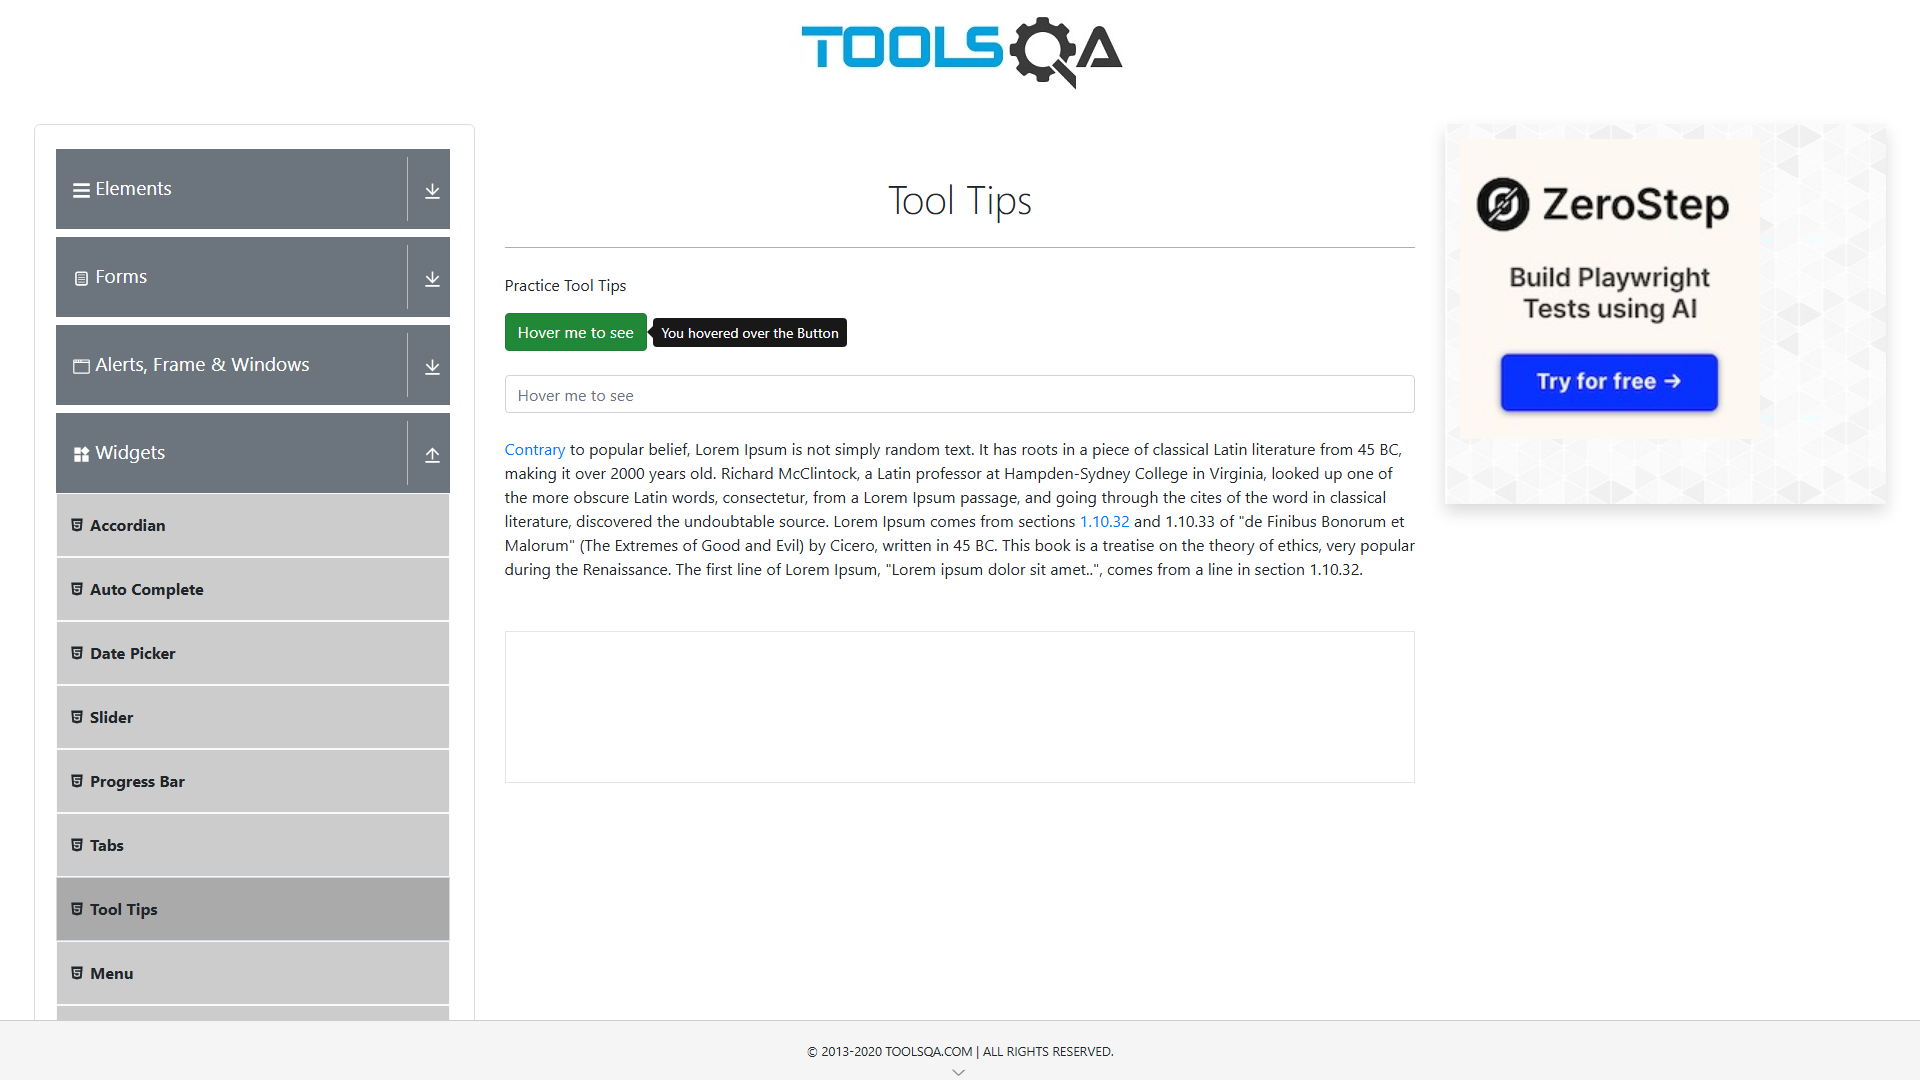 TOOLSQA
Elements
Forms
Alerts, Frame & Windows
Widgets
Accordian
Auto Complete
Date Picker
Slider
Progress Bar
Tabs
Tool Tips
Menu
Tool Tips
Practice Tool Tips
Hover me to see
You hovered over the Button
Hover me to see
Contrary to popular belief, Lorem Ipsum is not simply random text. It has roots in a piece of classical Latin literature from 45 BC,
making it over 2000 years old. Richard McClintock, a Latin professor at Hampden-Sydney College in Virginia, looked up one of
the more obscure Latin words, consectetur, from a Lorem Ipsum passage, and going through the cites of the word in classical
literature, discovered the undoubtable source. Lorem Ipsum comes from sections 1.10.32 and 1.10.33 of "de Finibus Bonorum et
Malorum" (The Extremes of Good and Evil) by Cicero, written in 45 BC. This book is a treatise on the theory of ethics, very popular
during the Renaissance. The first line of Lorem Ipsum, "Lorem ipsum dolor sit amet..", comes from a line in section 1.10.32.
ZeroStep
Build Playwright
Tests using AI
Try for free →
© 2013-2020 TOOLSQA.COM | ALL RIGHTS RESERVED.